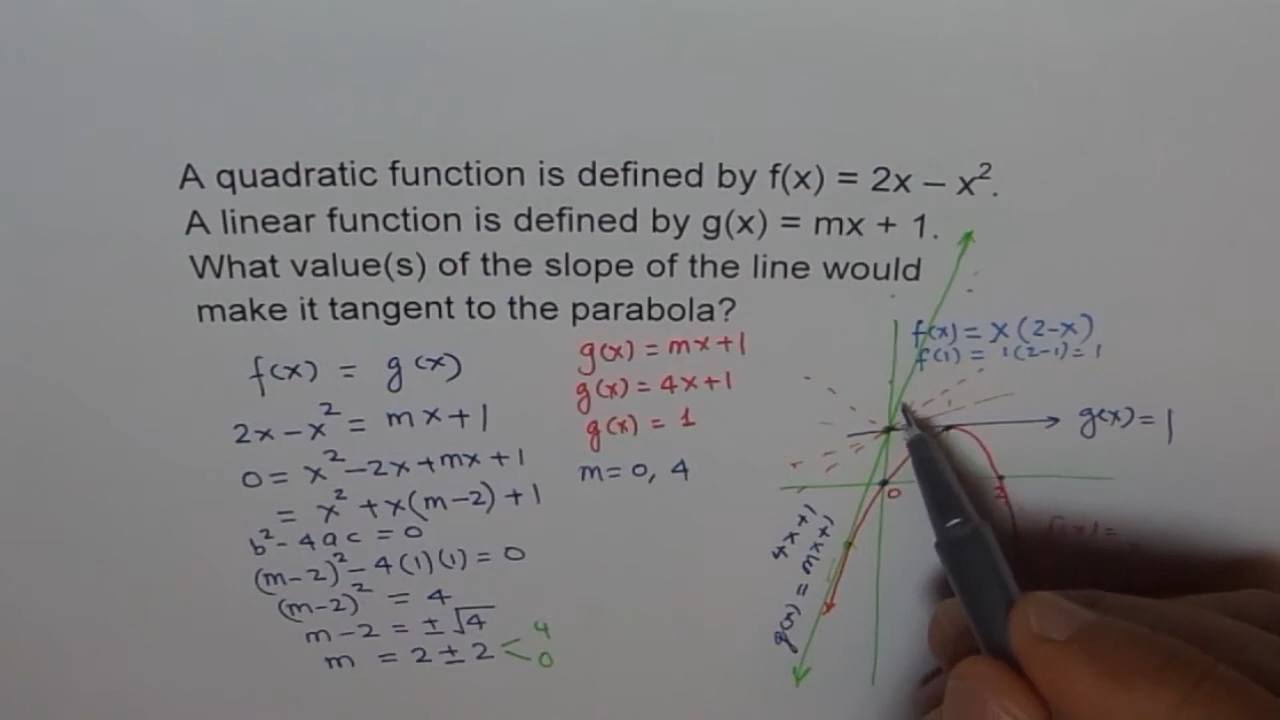 A quadratic function is defined by f(x) = 2x – x².
A linear function is defined by g(x) = mx + 1.
What value(s) of the slope of the line would
make it tangent to the parabola?
f(x) = g(x)
2x – x² = mx + 1
0 = x² – 2x + mx + 1
= x² + x(m–2) + 1
b² – 4ac = 0
(m–2)² – 4(1)(1) = 0
(m–2)² = 4
m–2 = ±√4
m = 2 ± 2 < 4
0
g(x) = mx+1
g(x) = 4x+1
g(x) = 1
m = 0, 4
f(x) = x(2–x)
f(1) = 1(2–1) = 1
g(x) = 1
0
2
4x+1
g(x) = mx+1